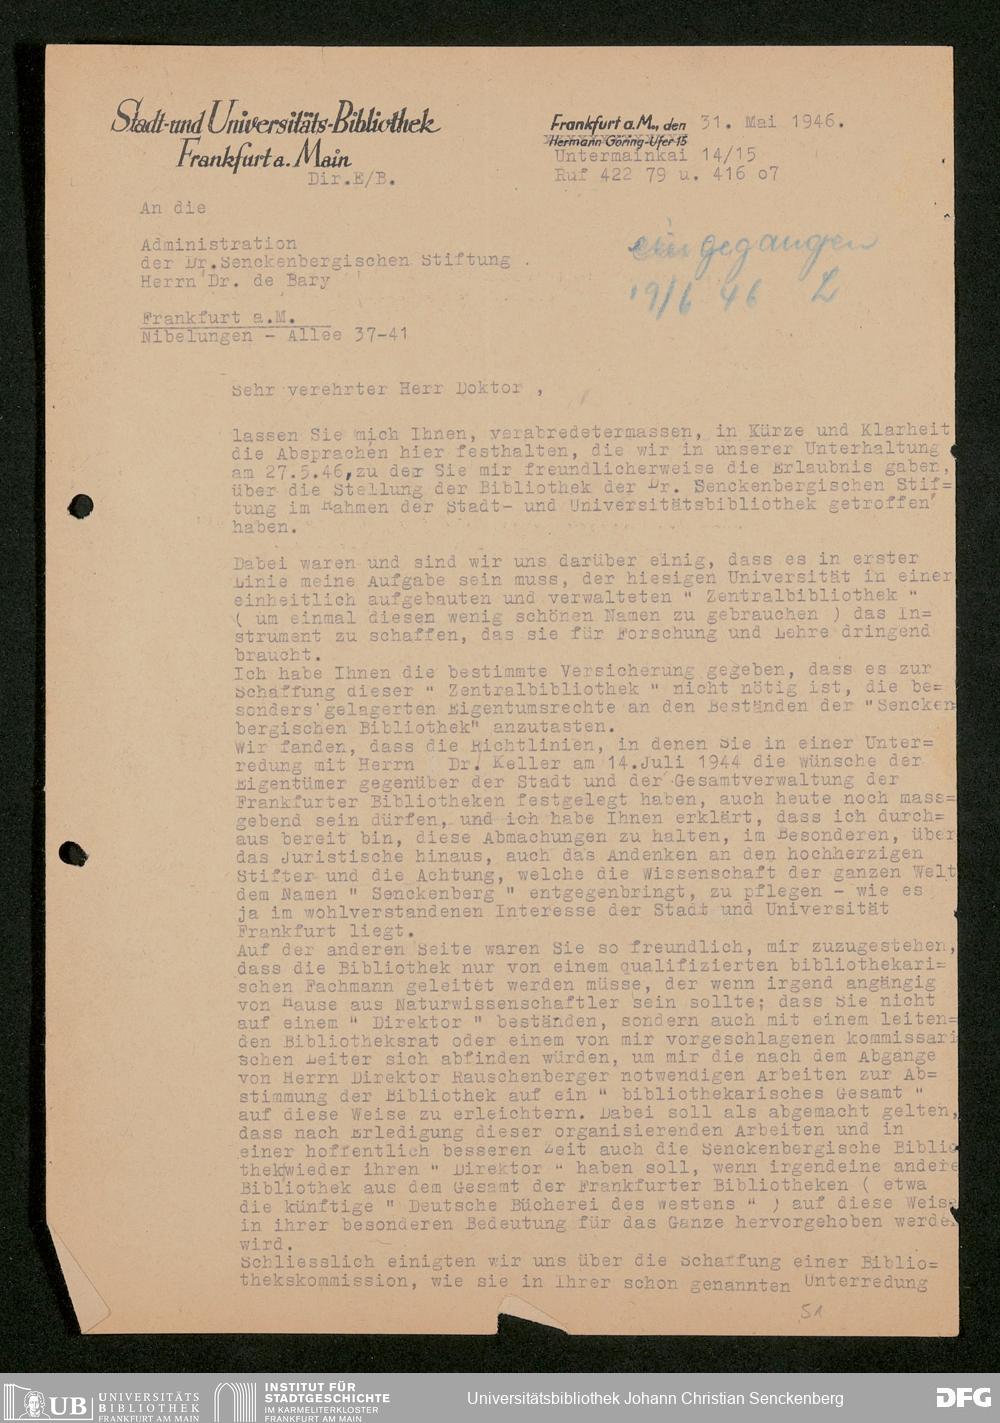 Stadt-und Universitäts-Bibliothek
Frankfurt a. Main
Dir.E/B.
Frankfurt a.M., den 31. Mai 1946.
Hermann Göring-Ufer 15
Untermainkai 14/15
Ruf 422 79 u. 416 07
An die
Administration
der Dr.Senckenbergischen Stiftung .
Herrn Dr. de Bary
Frankfurt a.M.
Nibelungen - Allee 37-41
eingegangen
19/6 46 L
Sehr verehrter Herr Doktor ,
lassen Sie mich Ihnen, verabredetermassen, in Kürze und Klarheit
die Absprachen hier festhalten, die wir in unserer Unterhaltung
am 27.5.46, zu der Sie mir freundlicherweise die Erlaubnis gaben,
über die Stellung der Bibliothek der Dr. Senckenbergischen Stif=
tung im Rahmen der Stadt- und Universitätsbibliothek getroffen
haben.
Dabei waren und sind wir uns darüber einig, dass es in erster
Linie meine Aufgabe sein muss, der hiesigen Universität in einer
einheitlich aufgebauten und verwalteten " Zentralbibliothek "
( um einmal diesen wenig schönen Namen zu gebrauchen ) das In=
strument zu schaffen, das sie für Forschung und Lehre dringend
braucht.
Ich habe Ihnen die bestimmte Versicherung gegeben, dass es zur
Schaffung dieser " Zentralbibliothek " nicht nötig ist, die be=
sonders gelagerten Eigentumsrechte an den Beständen der "Sencken
bergischen Bibliothek" anzutasten.
Wir fanden, dass die Richtlinien, in denen Sie in einer Unter=
redung mit Herrn Dr. Keller am 14.Juli 1944 die Wünsche der
Eigentümer gegenüber der Stadt und der Gesamtverwaltung der
Frankfurter Bibliotheken festgelegt haben, auch heute noch mass=
gebend sein dürfen, und ich habe Ihnen erklärt, dass ich durch=
aus bereit bin, diese Abmachungen zu halten, im Besonderen, über
das Juristische hinaus, auch das Andenken an den hochherzigen
Stifter und die Achtung, welche die Wissenschaft der ganzen Welt
dem Namen " Senckenberg " entgegenbringt, zu pflegen - wie es
ja im wohlverstandenen Interesse der Stadt und Universität
Frankfurt liegt.
Auf der anderen Seite waren Sie so freundlich, mir zuzugestehen,
dass die Bibliothek nur von einem qualifizierten bibliothekari=
schen Fachmann geleitet werden müsse, der wenn irgend angängig
von Hause aus Naturwissenschaftler sein sollte; dass Sie nicht
auf einem " Direktor " beständen, sondern auch mit einem leiten=
den Bibliotheksrat oder einem von mir vorgeschlagenen kommissari
schen Leiter sich abfinden würden, um mir die nach dem Abgange
von Herrn Direktor Rauschenberger notwendigen Arbeiten zur Ab=
stimmung der Bibliothek auf ein " bibliothekarisches Gesamt "
auf diese Weise zu erleichtern. Dabei soll als abgemacht gelten,
dass nach Erledigung dieser organisierenden Arbeiten und in
einer hoffentlich besseren Zeit auch die Senckenbergische Biblio
thek wieder ihren " Direktor " haben soll, wenn irgendeine andere
Bibliothek aus dem Gesamt der Frankfurter Bibliotheken ( etwa
die künftige " Deutsche Bücherei des Westens " ) auf diese Weise
in ihrer besonderen Bedeutung für das Ganze hervorgehoben werden
wird.
Schliesslich einigten wir uns über die Schaffung einer Biblio=
thekskommission, wie sie in Ihrer schon genannten Unterredung
51
UB UNIVERSITÄTS
BIBLIOTHEK
FRANKFURT AM MAIN
INSTITUT FÜR
STADTGESCHICHTE
IM KARMELITERKLOSTER
FRANKFURT AM MAIN
Universitätsbibliothek Johann Christian Senckenberg
DFG